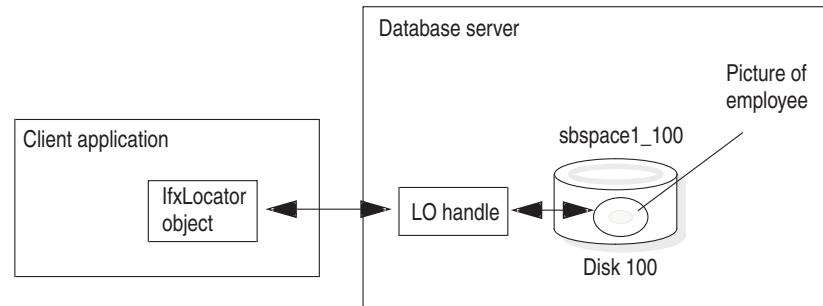 Database server
Picture of
employee
sbspace1_100
Client application
IfxLocator
object
LO handle
Disk 100